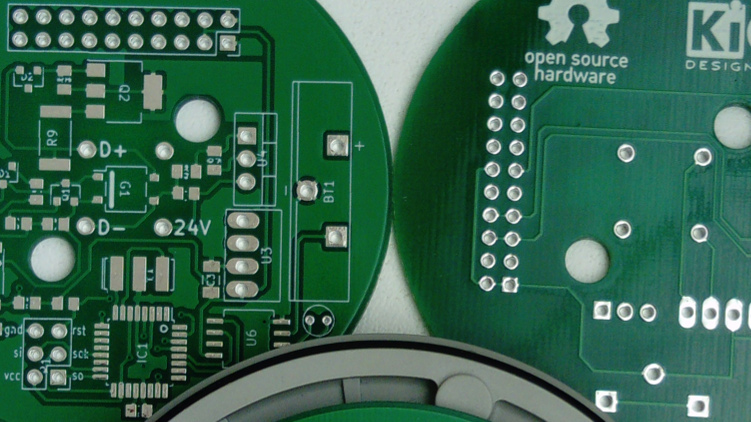 Q2
R9
D+
G1
D-
24V
U4
+
-
BT1
U3
U6
IC1
gnd
rst
si
sck
vcc
so
open source
hardware
Ki
DESIGN